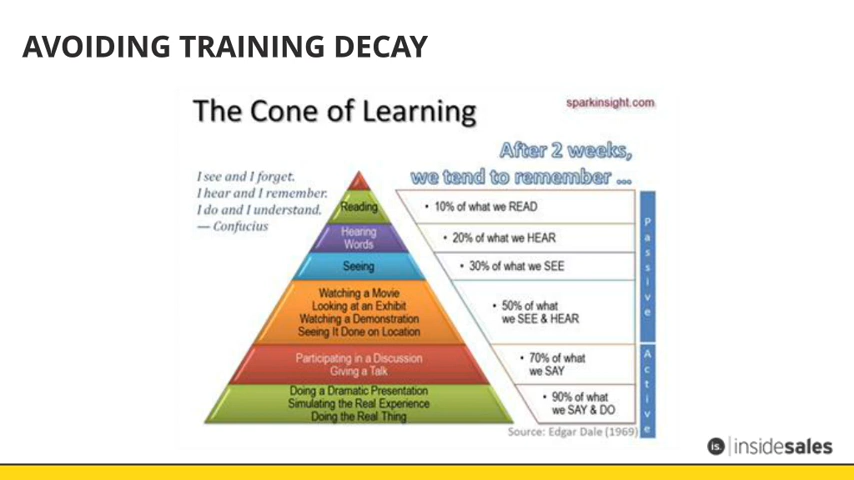 AVOIDING TRAINING DECAY
The Cone of Learning
sparkinsight.com
After 2 weeks,
we tend to remember ...
I see and I forget.
I hear and I remember.
I do and I understand.
— Confucius
Reading
• 10% of what we READ
Hearing
Words
• 20% of what we HEAR
Seeing
• 30% of what we SEE
Watching a Movie
Looking at an Exhibit
Watching a Demonstration
Seeing It Done on Location
• 50% of what
we SEE & HEAR
Participating in a Discussion
Giving a Talk
• 70% of what
we SAY
Doing a Dramatic Presentation
Simulating the Real Experience
Doing the Real Thing
• 90% of what
we SAY & DO
Passive
Active
Source: Edgar Dale (1969)
is. insidesales